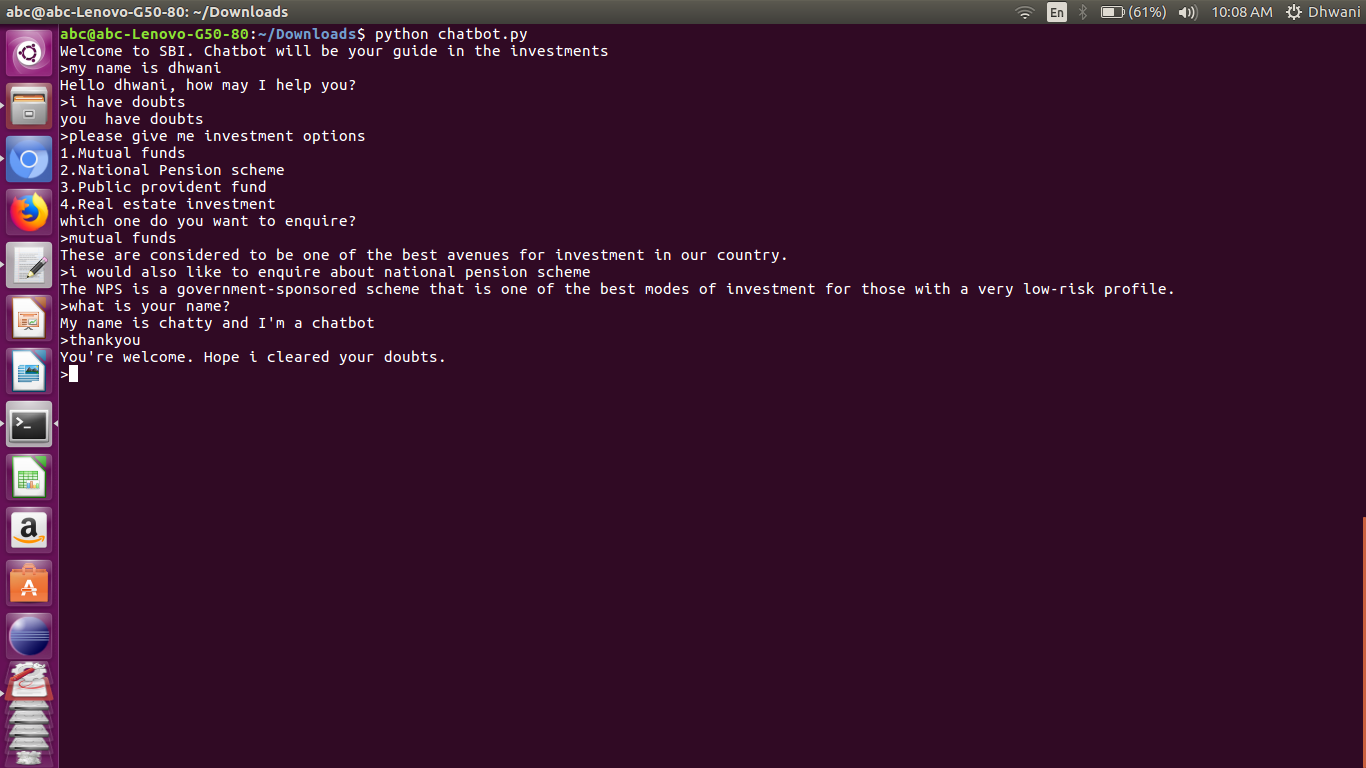 abc@abc-Lenovo-G50-80: ~/Downloads
En
(61%)
10:08 AM
Dhwani
abc@abc-Lenovo-G50-80:~/Downloads$ python chatbot.py
Welcome to SBI. Chatbot will be your guide in the investments
>my name is dhwani
Hello dhwani, how may I help you?
>i have doubts
you  have doubts
>please give me investment options
1.Mutual funds
2.National Pension scheme
3.Public provident fund
4.Real estate investment
which one do you want to enquire?
>mutual funds
These are considered to be one of the best avenues for investment in our country.
>i would also like to enquire about national pension scheme
The NPS is a government-sponsored scheme that is one of the best modes of investment for those with a very low-risk profile.
>what is your name?
My name is chatty and I'm a chatbot
>thankyou
You're welcome. Hope i cleared your doubts.
>